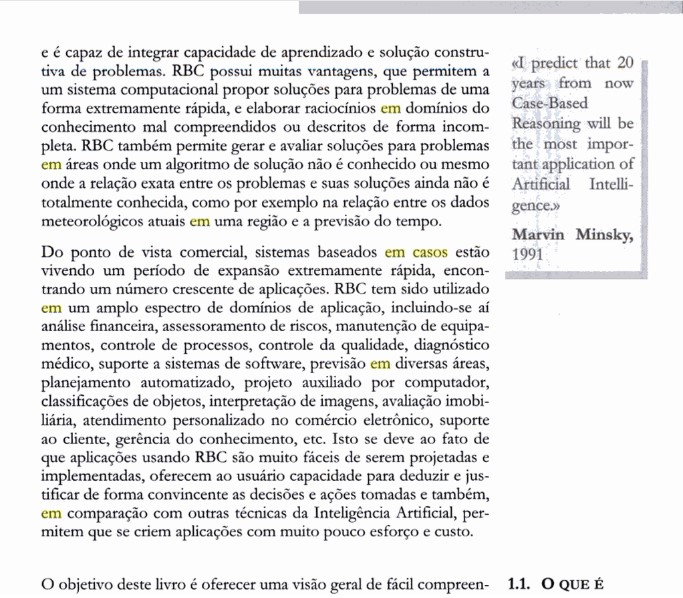 e é capaz de integrar capacidade de aprendizado e solução constru-
tiva de problemas. RBC possui muitas vantagens, que permitem a
um sistema computacional propor soluções para problemas de uma
forma extremamente rápida, e elaborar raciocínios em domínios do
conhecimento mal compreendidos ou descritos de forma incom-
pleta. RBC também permite gerar e avaliar soluções para problemas
em áreas onde um algoritmo de solução não é conhecido ou mesmo
onde a relação exata entre os problemas e suas soluções ainda não é
totalmente conhecida, como por exemplo na relação entre os dados
meteorológicos atuais em uma região e a previsão do tempo.
Do ponto de vista comercial, sistemas baseados em casos estão
vivendo um período de expansão extremamente rápida, encon-
trando um número crescente de aplicações. RBC tem sido utilizado
em um amplo espectro de domínios de aplicação, incluindo-se aí
análise financeira, assessoramento de riscos, manutenção de equipa-
mentos, controle de processos, controle da qualidade, diagnóstico
médico, suporte a sistemas de software, previsão em diversas áreas,
planejamento automatizado, projeto auxiliado por computador,
classificações de objetos, interpretação de imagens, avaliação imobi-
liária, atendimento personalizado no comércio eletrônico, suporte
ao cliente, gerência do conhecimento, etc. Isto se deve ao fato de
que aplicações usando RBC são muito fáceis de serem projetadas e
implementadas, oferecem ao usuário capacidade para deduzir e jus-
tificar de forma convincente as decisões e ações tomadas e também,
em comparação com outras técnicas da Inteligência Artificial, per-
mitem que se criem aplicações com muito pouco esforço e custo.
O objetivo deste livro é oferecer uma visão geral de fácil compreen-
«I predict that 20
years from now
Case-Based
Reasoning will be
the most impor-
tant application of
Artificial Intelli-
gence.»
Marvin Minsky,
1991
1.1. O QUE É